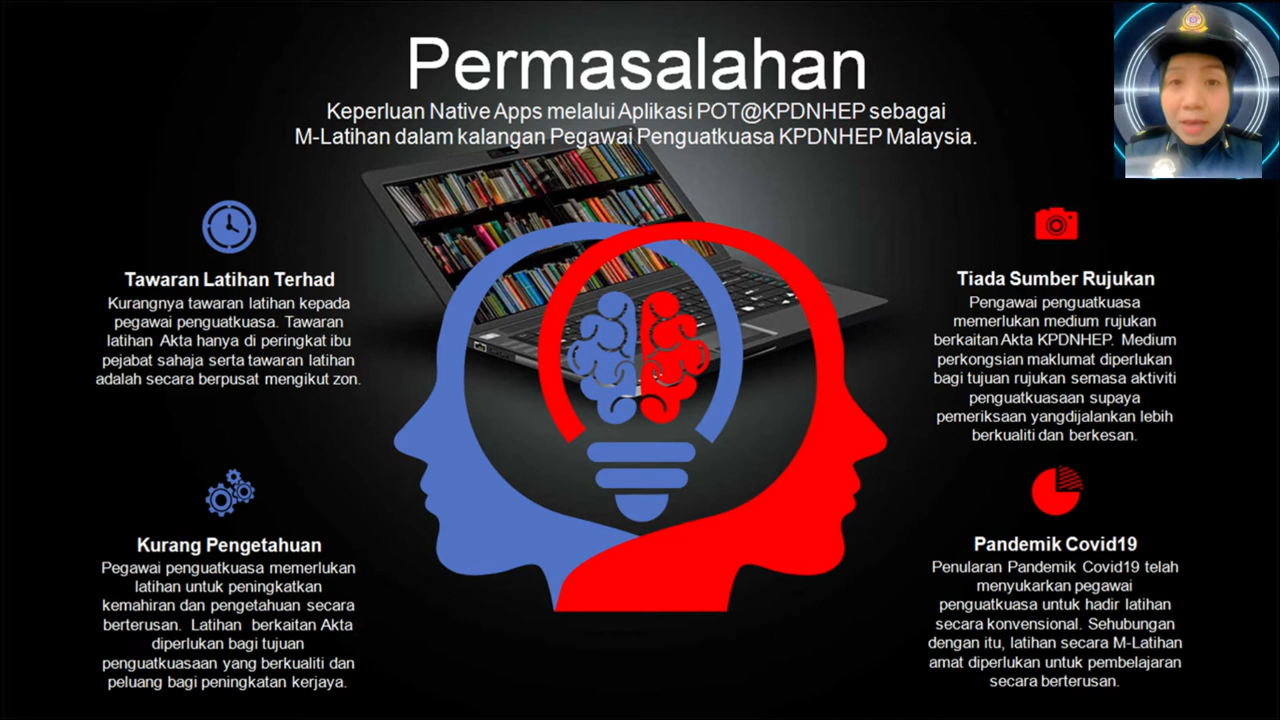 Permasalahan
Keperluan Native Apps melalui Aplikasi POT@KPDNHEP sebagai
M-Latihan dalam kalangan Pegawai Penguatkuasa KPDNHEP Malaysia.
Tawaran Latihan Terhad
Kurangnya tawaran latihan kepada
pegawai penguatkuasa. Tawaran
latihan Akta hanya di peringkat ibu
pejabat sahaja serta tawaran latihan
adalah secara berpusat mengikut zon.
Kurang Pengetahuan
Pegawai penguatkuasa memerlukan
latihan untuk peningkatkan
kemahiran dan pengetahuan secara
berterusan. Latihan berkaitan Akta
diperlukan bagi tujuan
penguatkuasaan yang berkualiti dan
peluang bagi peningkatan kerjaya.
Tiada Sumber Rujukan
Pengawai penguatkuasa
memerlukan medium rujukan
berkaitan Akta KPDNHEP. Medium
perkongsian maklumat diperlukan
bagi tujuan rujukan semasa aktiviti
penguatkuasaan supaya
pemeriksaan yangdijalankan lebih
berkualiti dan berkesan.
Pandemik Covid19
Penularan Pandemik Covid19 telah
menyukarkan pegawai
penguatkuasa untuk hadir latihan
secara konvensional. Sehubungan
dengan itu, latihan secara M-Latihan
amat diperlukan untuk pembelajaran
secara berterusan.